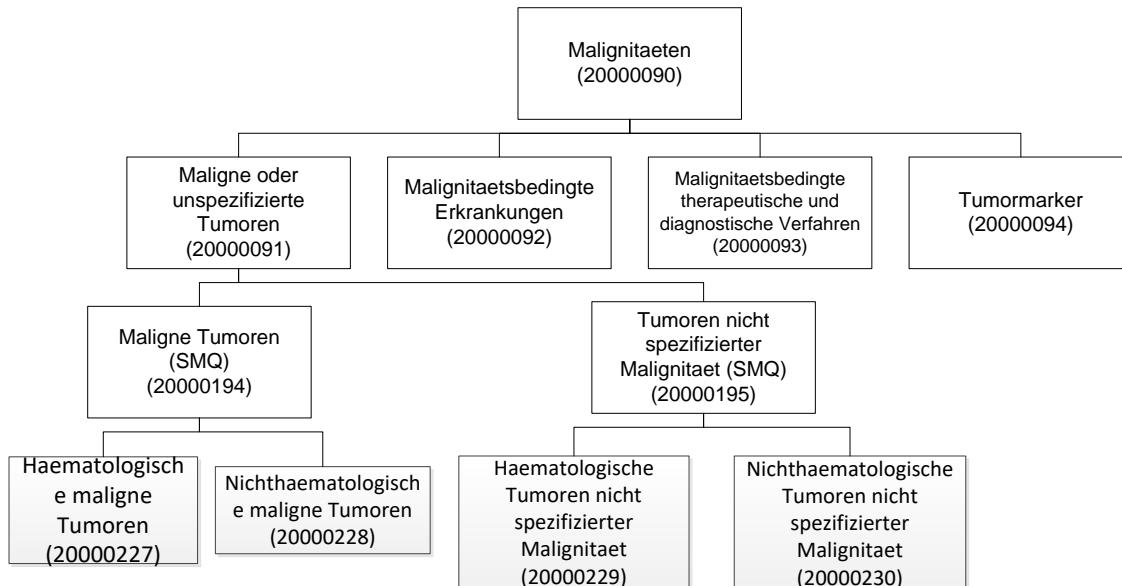 Malignitaeten
(20000090)
Maligne oder
unspezifizierte
Tumoren
(20000091)
Malignitaetsbedingte
Erkrankungen
(20000092)
Malignitaetsbedingte
therapeutische und
diagnostische Verfahren
(20000093)
Tumormarker
(20000094)
Maligne Tumoren
(SMQ)
(20000194)
Tumoren nicht
spezifizierter
Malignitaet (SMQ)
(20000195)
Haematologisch
e maligne
Tumoren
(20000227)
Nichthaematologisch
e maligne Tumoren
(20000228)
Haematologische
Tumoren nicht
spezifizierter
Malignitaet
(20000229)
Nichthaematologische
Tumoren nicht
spezifizierter
Malignitaet
(20000230)